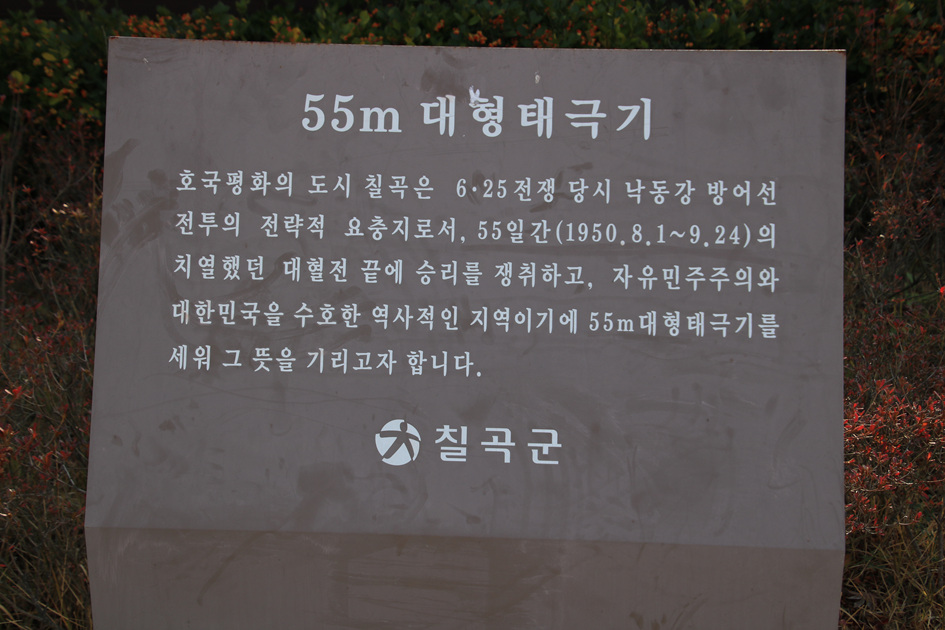 55m 대형태극기
호국평화의 도시 칠곡은 6·25전쟁 당시 낙동강 방어선
전투의 전략적 요충지로서, 55일간(1950.8.1~9.24)의
치열했던 대혈전 끝에 승리를 쟁취하고, 자유민주주의와
대한민국을 수호한 역사적인 지역이기에 55m대형태극기를
세워 그 뜻을 기리고자 합니다.
칠곡군